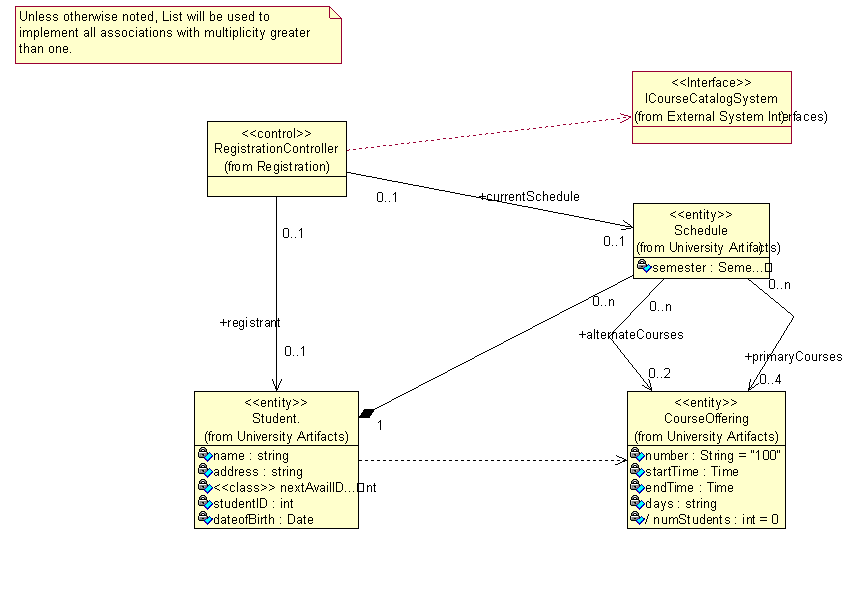 Unless otherwise noted, List will be used to
implement all associations with multiplicity greater
than one.
<<Interface>>
ICourseCatalogSystem
(from External System Interfaces)
<<control>>
RegistrationController
(from Registration)
0..1
+currentSchedule
0..1
<<entity>>
Schedule
(from University Artifacts)
semester : Seme...
0..1
+registrant
0..1
0..n
0..n
0..n
+alternateCourses
+primaryCourses
0..2
0..4
<<entity>>
Student.
(from University Artifacts)
name : string
address : string
<<class>> nextAvailID...nt
studentID : int
dateofBirth : Date
1
<<entity>>
CourseOffering
(from University Artifacts)
number : String = "100"
startTime : Time
endTime : Time
days : string
/ numStudents : int = 0